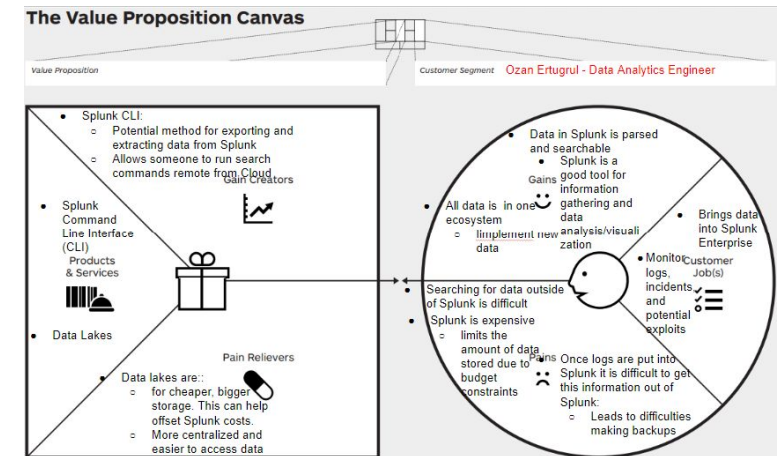 The Value Proposition Canvas
Value Proposition
Customer Segment
Ozan Ertugrul - Data Analytics Engineer
• Splunk CLI:
○ Potential method for exporting and
extracting data from Splunk
○ Allows someone to run search
commands remote from Cloud
Gain Creators
• Splunk
Command
Line Interface
(CLI)
Products
& Services
• Data Lakes
Pain Relievers
• Data lakes are::
○ for cheaper, bigger
storage. This can help
offset Splunk costs.
○ More centralized and
easier to access data
• Data in Splunk is parsed
and searchable
• Splunk is a
good tool for
information
gathering and
data
analysis/visuali
zation
Gains
• All data is in one
ecosystem
○ Iimplement new
data
• Brings data
into Splunk
Enterprise
• Monitor
logs,
incidents
and
potential
exploits
Customer
Job(s)
• Searching for data outside
of Splunk is difficult
• Splunk is expensive
○ limits the
amount of data
stored due to
budget
constraints
Pains
• Once logs are put into
Splunk it is difficult to get
this information out of
Splunk:
○ Leads to difficulties
making backups